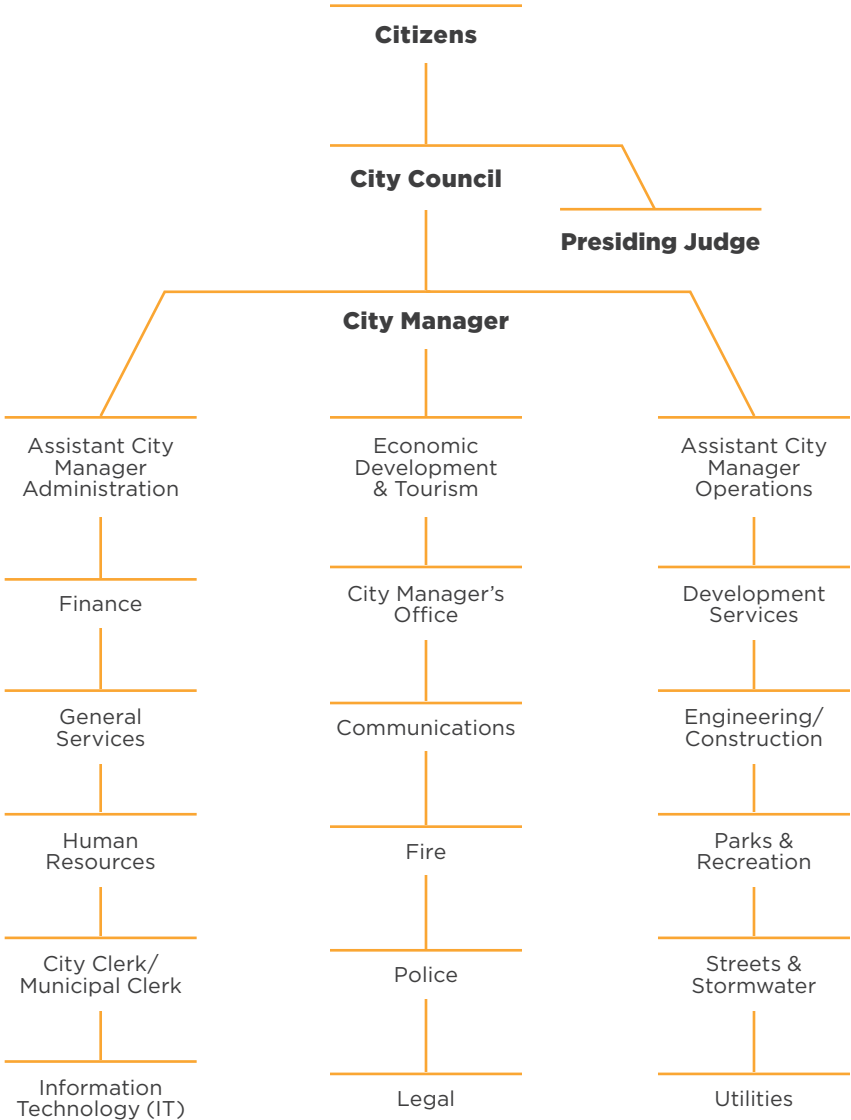 Citizens
City Council
Presiding Judge
City Manager
Assistant City
Manager
Administration
Finance
General
Services
Human
Resources
City Clerk/
Municipal Clerk
Information
Technology (IT)
Economic
Development
& Tourism
City Manager’s
Office
Communications
Fire
Police
Legal
Assistant City
Manager
Operations
Development
Services
Engineering/
Construction
Parks &
Recreation
Streets &
Stormwater
Utilities